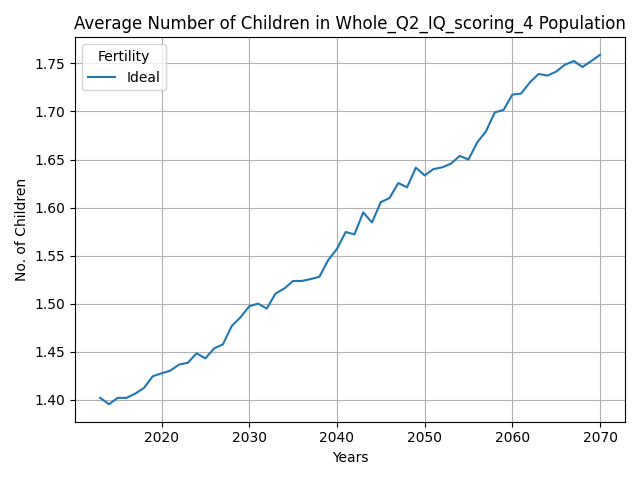 Average Number of Children in Whole_Q2_IQ_scoring_4 Population
Fertility
Ideal
No. of Children
1.75
1.70
1.65
1.60
1.55
1.50
1.45
1.40
2020 2030 2040 2050 2060 2070
Years